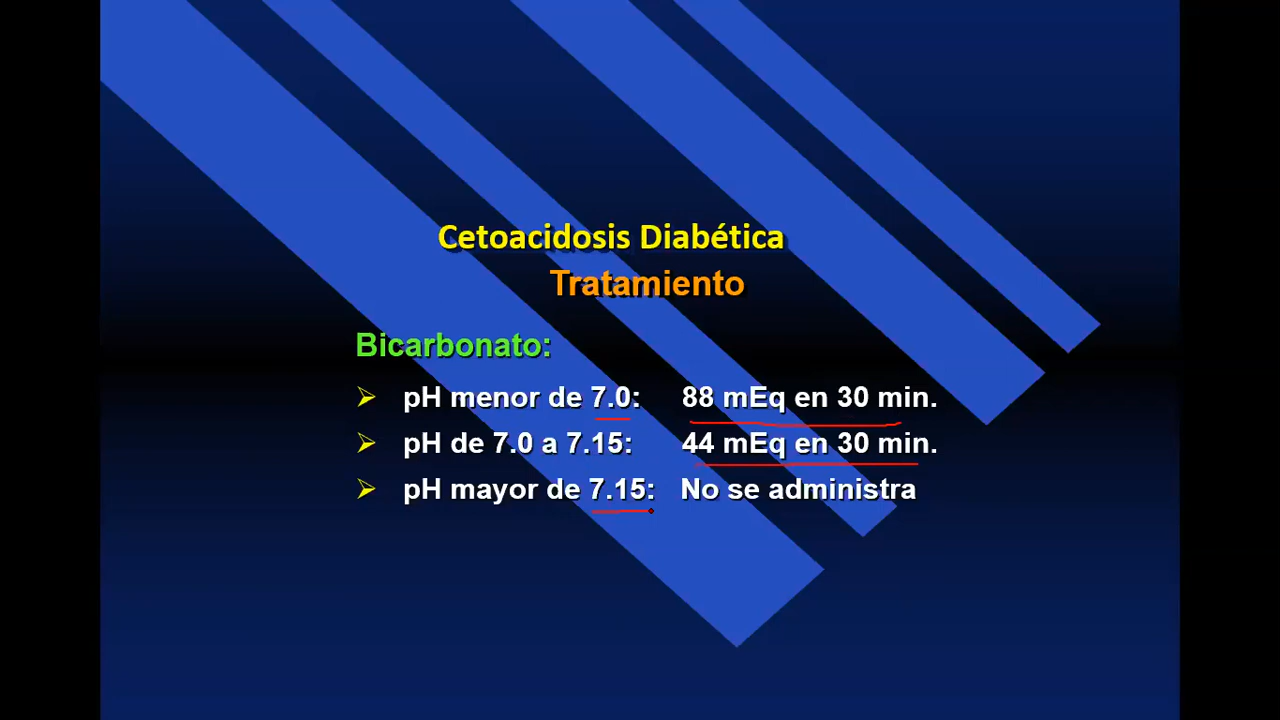 Cetoacidosis Diabética
Tratamiento
Bicarbonato:
pH menor de 7.0: 88 mEq en 30 min.
pH de 7.0 a 7.15: 44 mEq en 30 min.
pH mayor de 7.15: No se administra